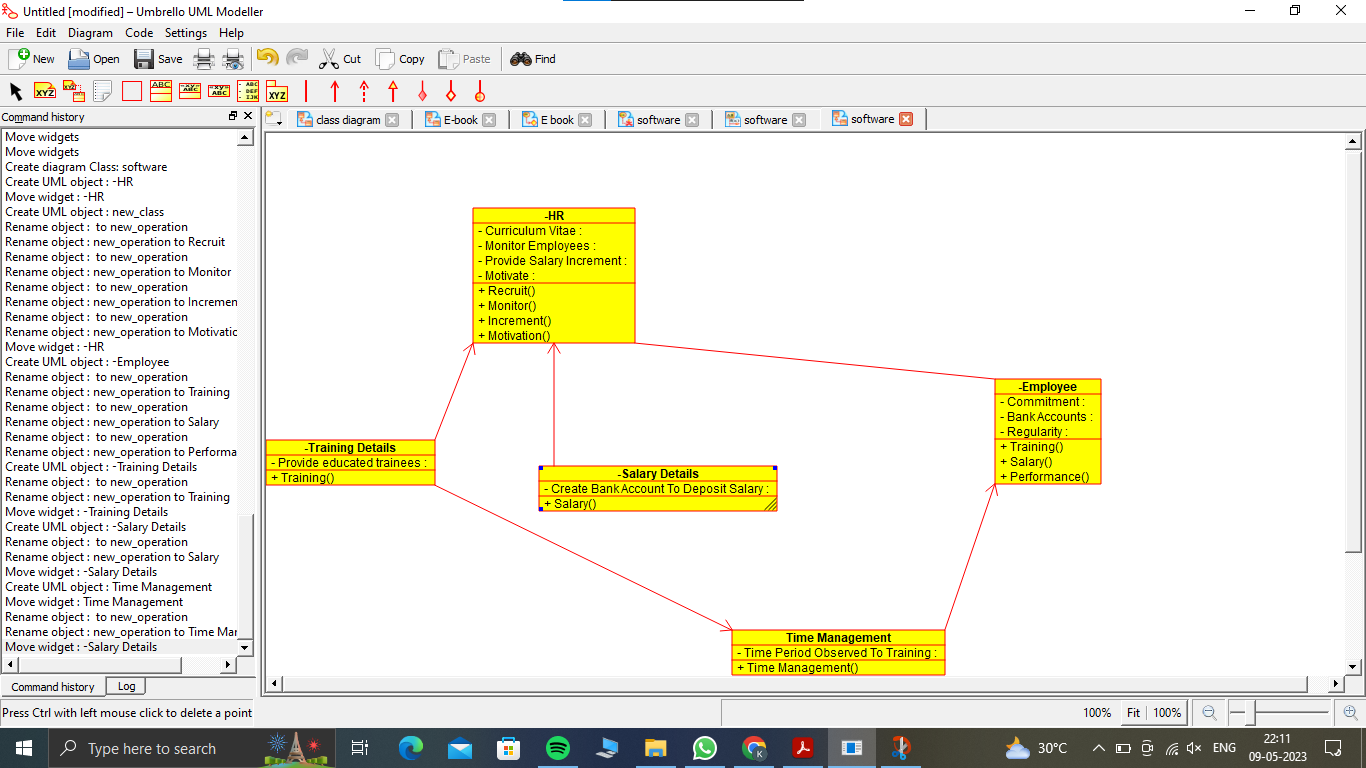 Untitled [modified] – Umbrello UML Modeller
File Edit Diagram Code Settings Help
New Open Save Cut Copy Paste Find
XYZ XYZ ABC -xy= ABC -xy= ABC ABC DEF IJK XYZ
Command history
class diagram E-book E book software software software
Move widgets
Move widgets
Create diagram Class: software
Create UML object : -HR
Move widget : -HR
Create UML object : new_class
Rename object : to new_operation
Rename object : new_operation to Recruit
Rename object : to new_operation
Rename object : new_operation to Monitor
Rename object : to new_operation
Rename object : new_operation to Incremen
Rename object : to new_operation
Rename object : new_operation to Motivatic
Move widget : -HR
Create UML object : -Employee
Rename object : to new_operation
Rename object : new_operation to Training
Rename object : to new_operation
Rename object : new_operation to Salary
Rename object : to new_operation
Rename object : new_operation to Performa
Create UML object : -Training Details
Rename object : to new_operation
Rename object : new_operation to Training
Move widget : -Training Details
Create UML object : -Salary Details
Rename object : to new_operation
Rename object : new_operation to Salary
Move widget : -Salary Details
Create UML object : Time Management
Move widget : Time Management
Rename object : to new_operation
Rename object : new_operation to Time Mar
Move widget : -Salary Details
Command history Log
-HR
- Curriculum Vitae :
- Monitor Employees :
- Provide Salary Increment :
- Motivate :
+ Recruit()
+ Monitor()
+ Increment()
+ Motivation()
-Employee
- Commitment :
- Bank Accounts :
- Regularity :
+ Training()
+ Salary()
+ Performance()
-Training Details
- Provide educated trainees :
+ Training()
-Salary Details
- Create Bank Account To Deposit Salary :
+ Salary()
Time Management
- Time Period Observed To Training :
+ Time Management()
Press Ctrl with left mouse click to delete a point
100% Fit 100%
Type here to search
K
30°C
ENG
22:11
09-05-2023